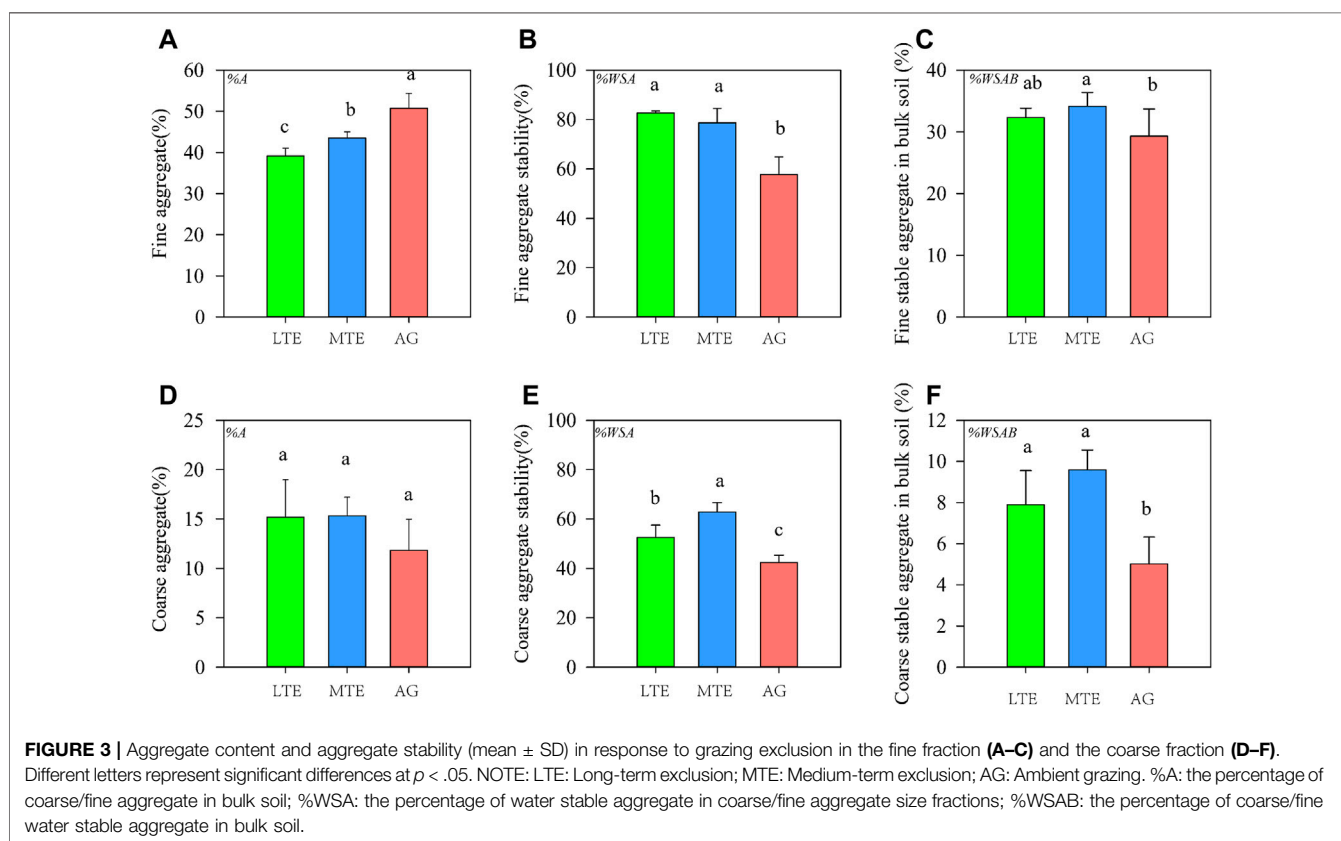 A
%A
Fine aggregate(%)
60
50
40
30
20
10
0
c
b
a
LTE MTE AG
B
%WSA
Fine aggregate stability(%)
100
80
60
40
20
0
a
a
b
LTE MTE AG
C
%WSAB
Fine stable aggregate in bulk soil (%)
40
30
20
10
0
ab
a
b
LTE MTE AG
D
%A
Coarse aggregate(%)
25
20
15
10
5
0
a
a
a
LTE MTE AG
E
%WSA
Coarse aggregate stability(%)
100
80
60
40
20
0
b
a
c
LTE MTE AG
F
%WSAB
Coarse stable aggregate in bulk soil (%)
12
10
8
6
4
2
0
a
a
b
LTE MTE AG
FIGURE 3 | Aggregate content and aggregate stability (mean ± SD) in response to grazing exclusion in the fine fraction (A–C) and the coarse fraction (D–F).
Different letters represent significant differences at p < .05. NOTE: LTE: Long-term exclusion; MTE: Medium-term exclusion; AG: Ambient grazing. %A: the percentage of
coarse/fine aggregate in bulk soil; %WSA: the percentage of water stable aggregate in coarse/fine aggregate size fractions; %WSAB: the percentage of coarse/fine
water stable aggregate in bulk soil.